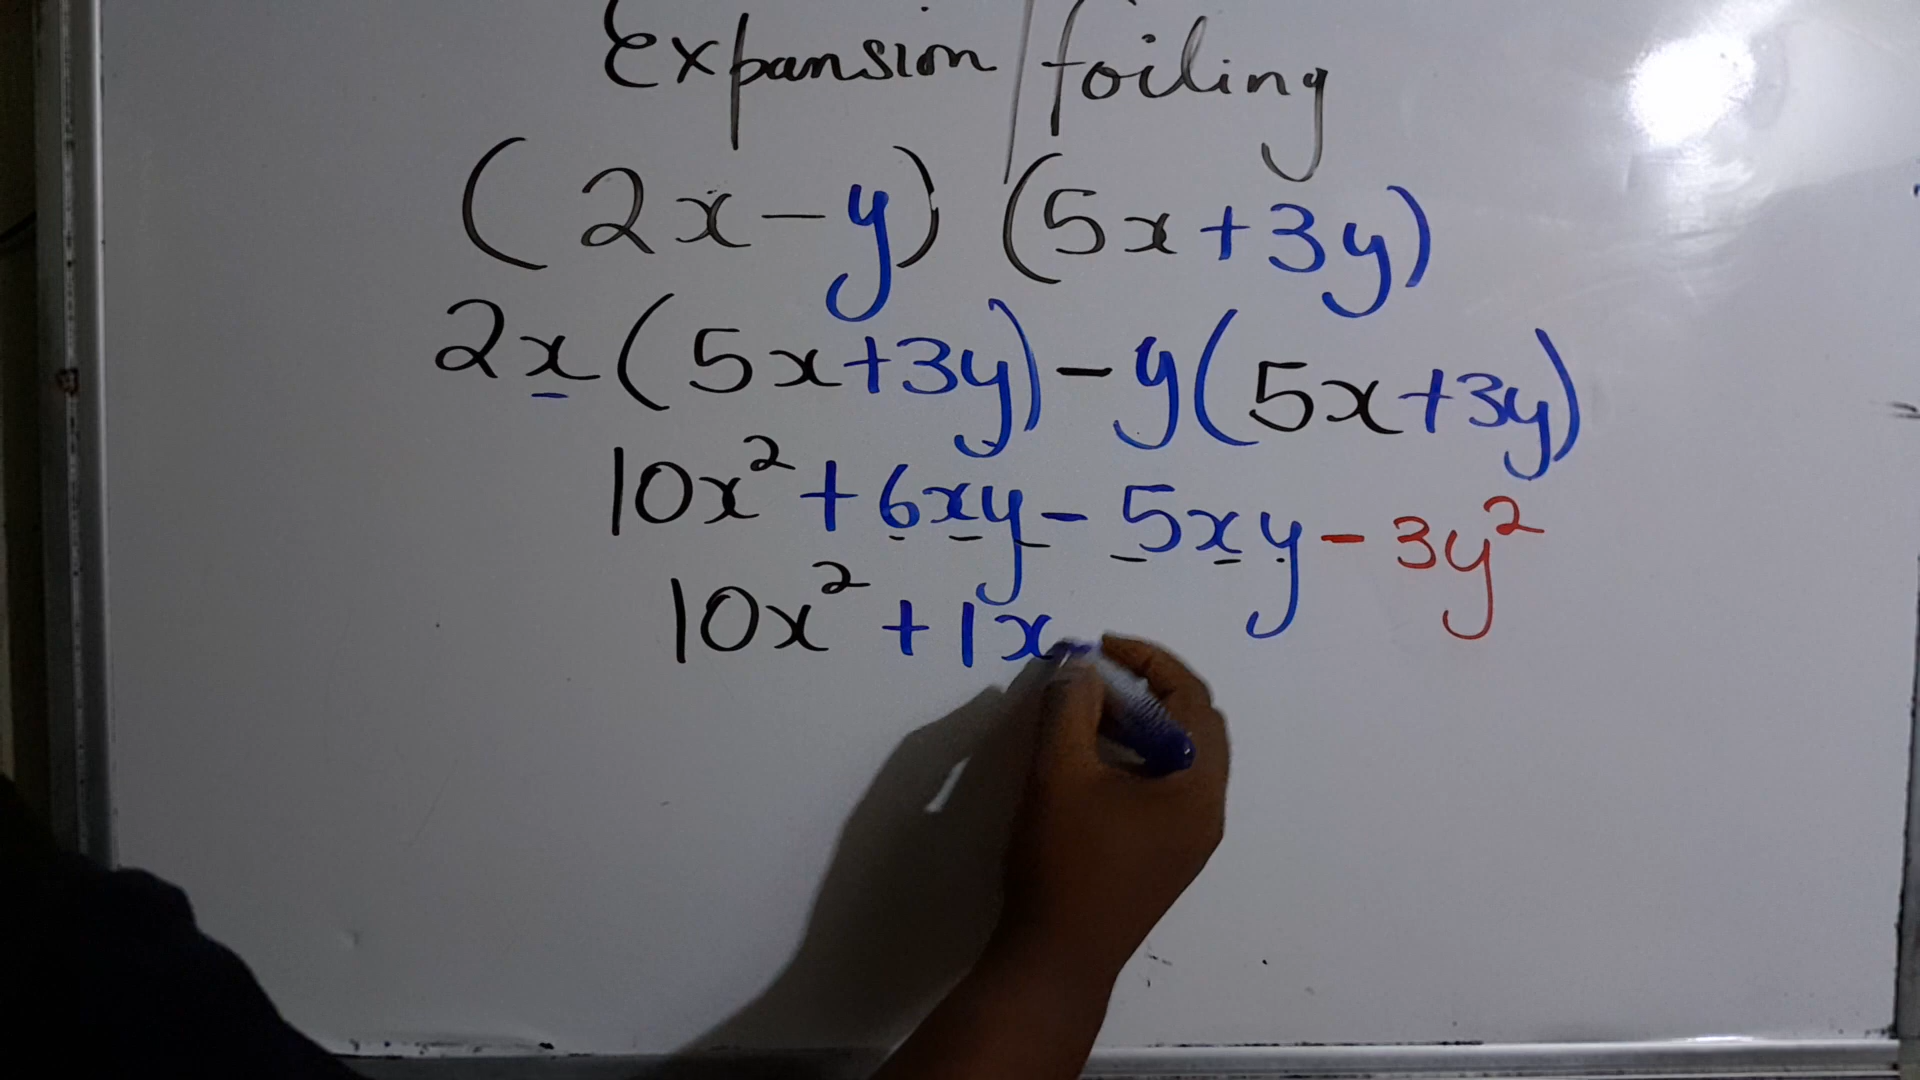 Expansion/foiling
(2x-y) (5x+3y)
2x(5x+3y)-y(5x+3y)
10x²+6xy-5xy-3y²
10x²+1x